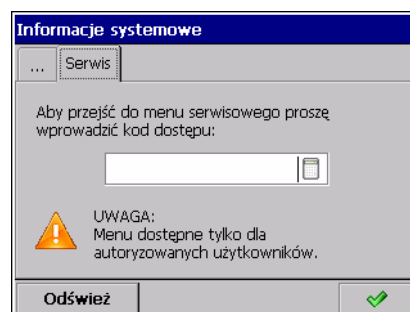 Informacje systemowe
... Serwis
Aby przejść do menu serwisowego proszę
wprowadzić kod dostępu:
UWAGA:
Menu dostępne tylko dla
autoryzowanych użytkowników.
Odśwież